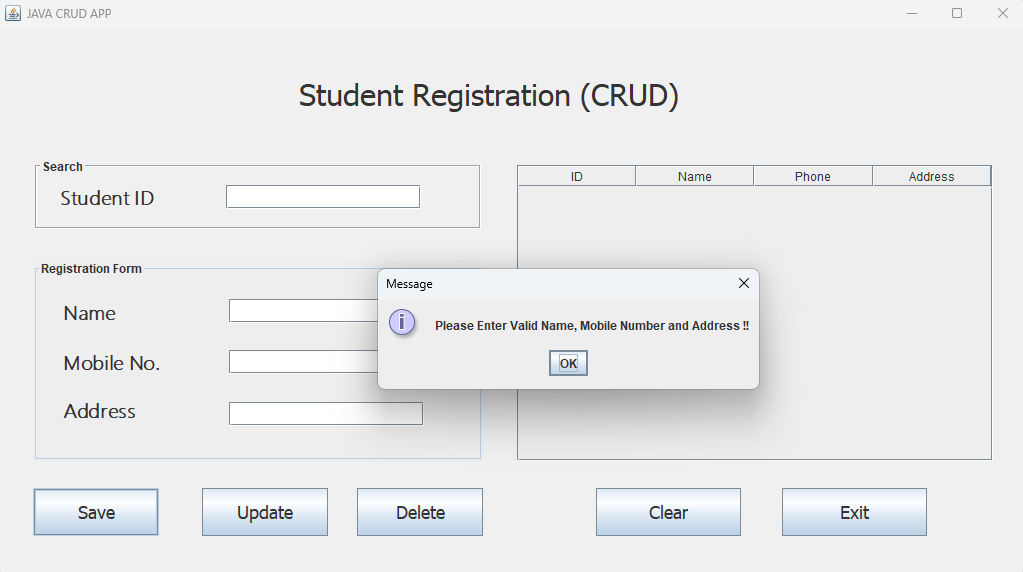 JAVA CRUD APP
Student Registration (CRUD)
Search
Student ID
ID Name Phone Address
Registration Form
Name
Mobile No.
Address
Message
i
Please Enter Valid Name, Mobile Number and Address !!
OK
Save Update Delete Clear Exit